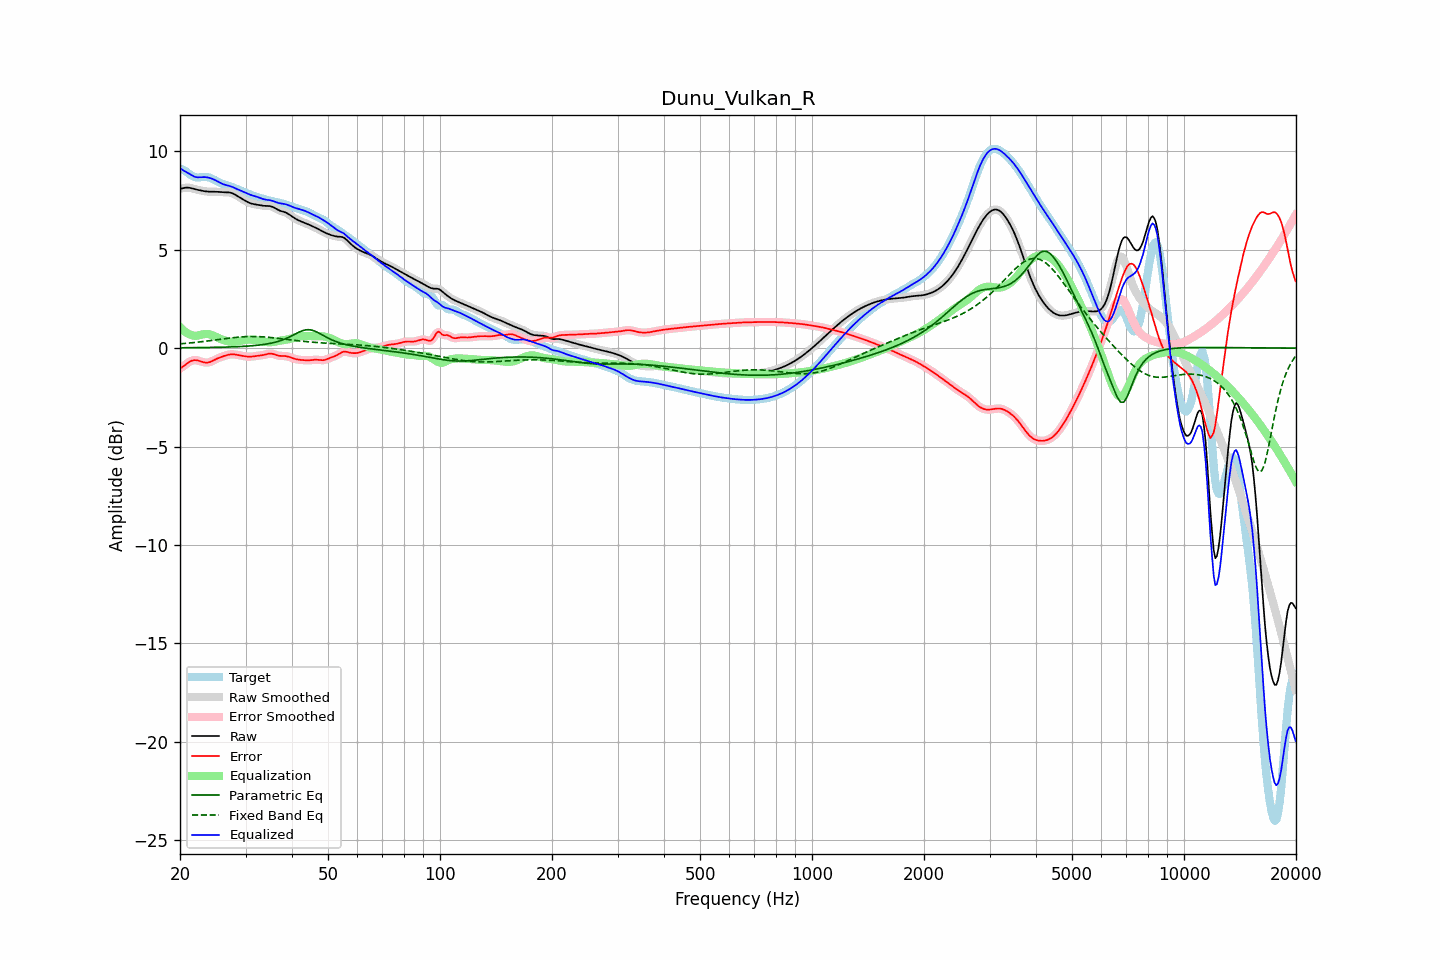 Dunu_Vulkan_R
Amplitude (dBr)
10
5
0
−5
−10
−15
−20
−25
Target
Raw Smoothed
Error Smoothed
Raw
Error
Equalization
Parametric Eq
Fixed Band Eq
Equalized
20 50 100 200 500 1000 2000 5000 10000 20000
Frequency (Hz)